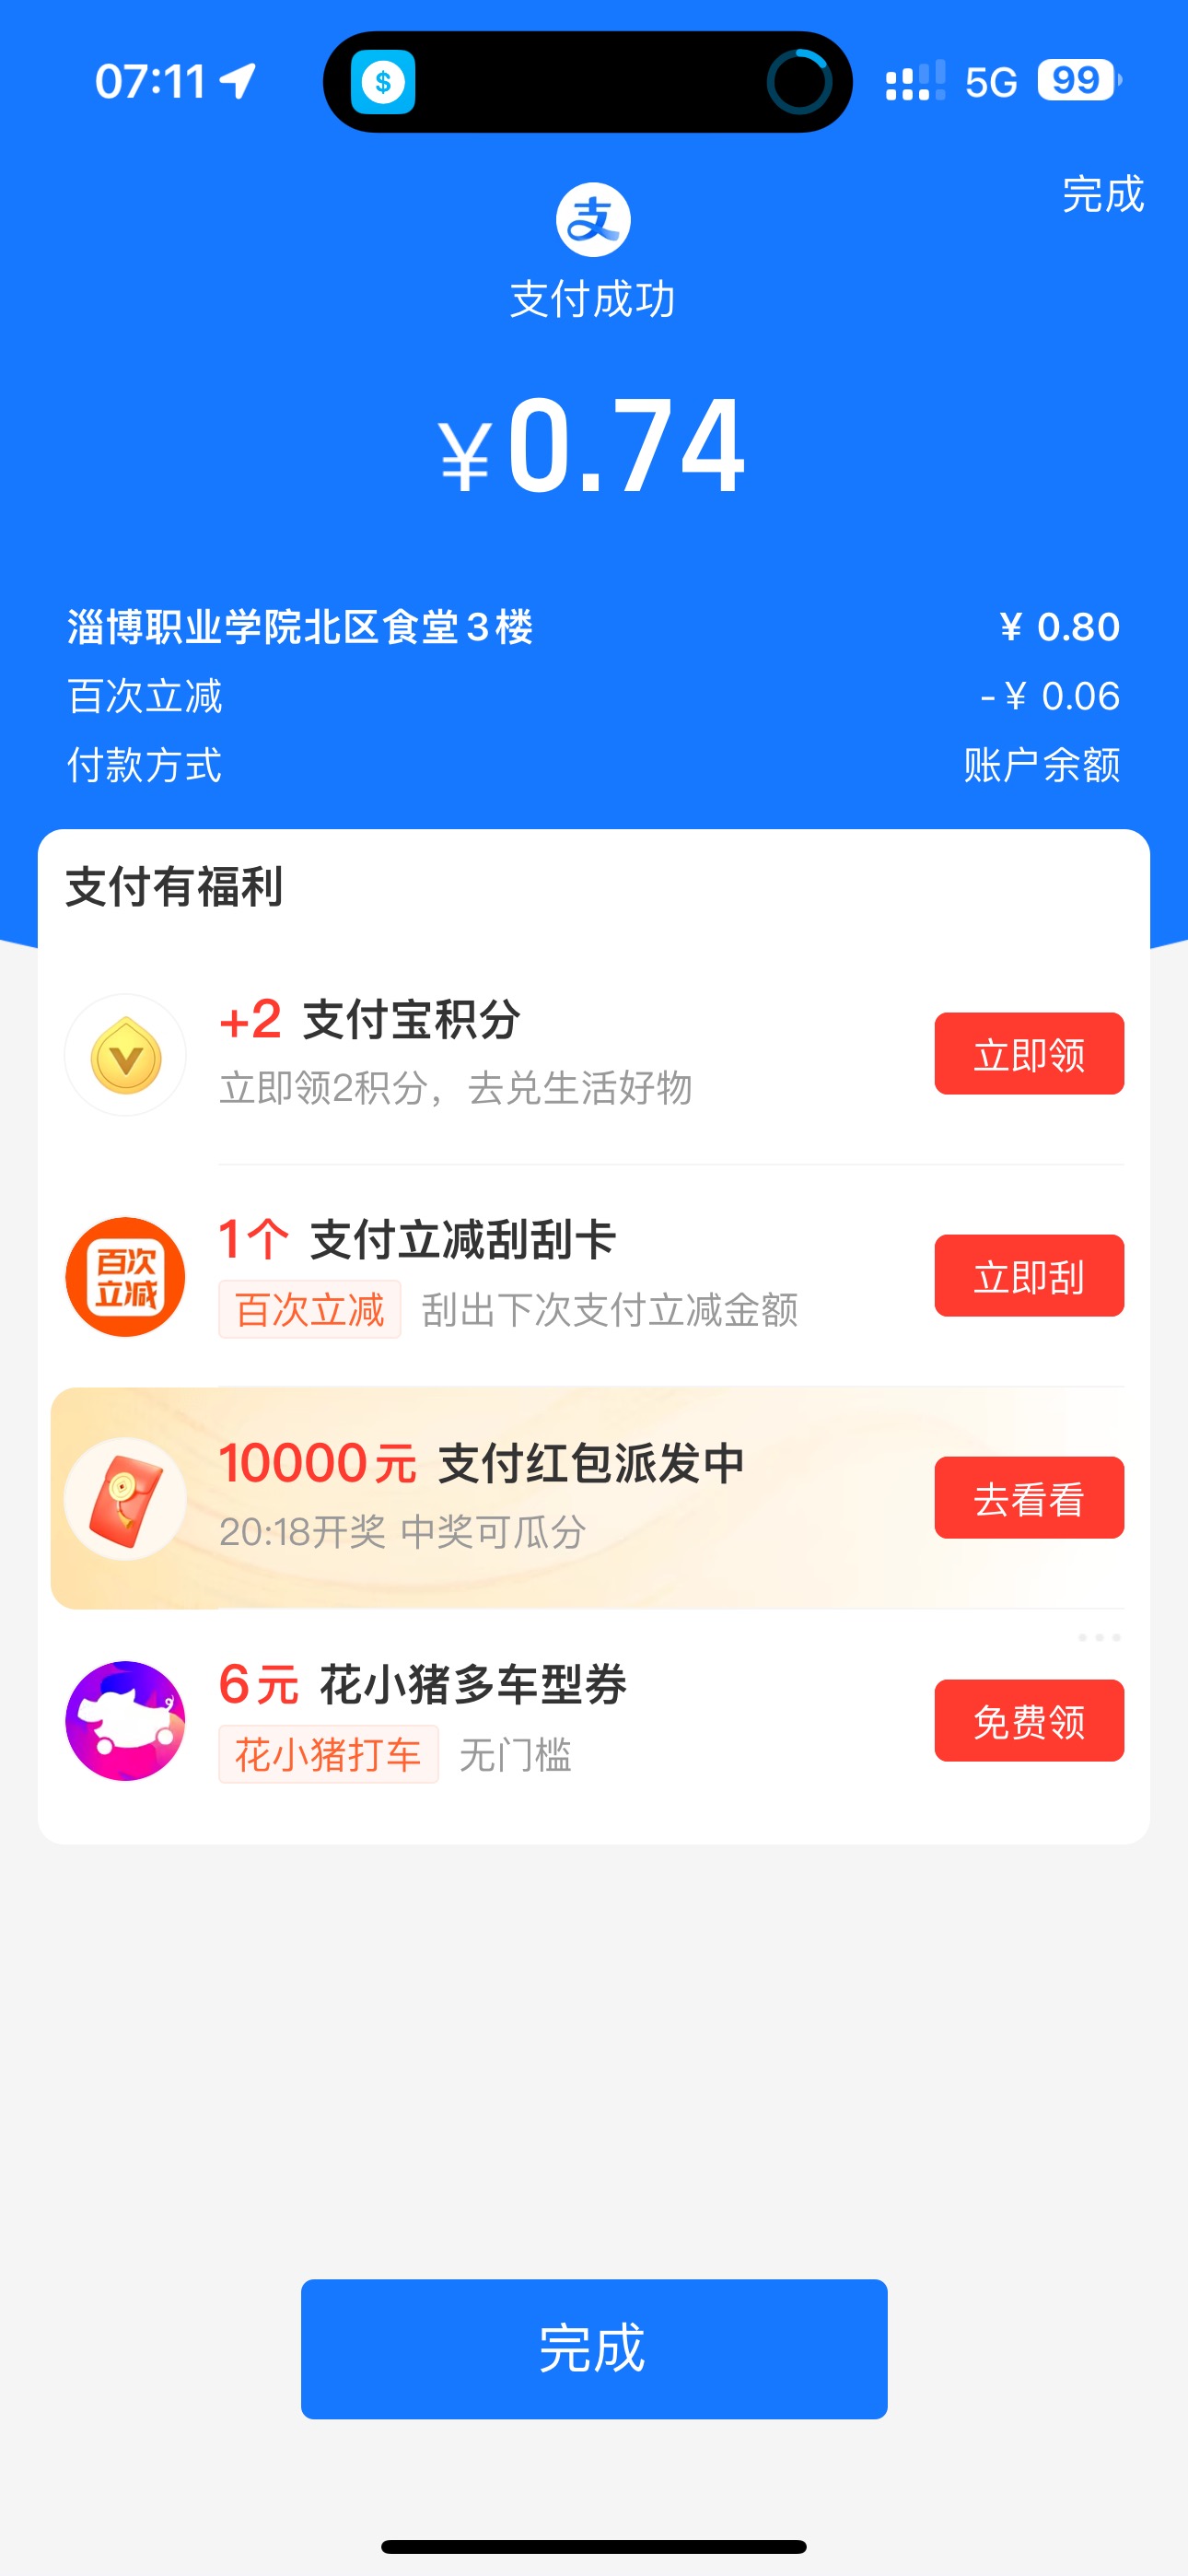 07:11 5G 99
完成
支
支付成功
¥0.74
淄博职业学院北区食堂3楼 ¥ 0.80
百次立减 -¥ 0.06
付款方式 账户余额
支付有福利
+2 支付宝积分
立即领2积分，去兑生活好物
立即领
百次
立减
1个 支付立减刮刮卡
百次立减 刮出下次支付立减金额
立即刮
10000元 支付红包派发中
20:18开奖 中奖可瓜分
去看看
6元 花小猪多车型券
花小猪打车 无门槛
免费领
完成